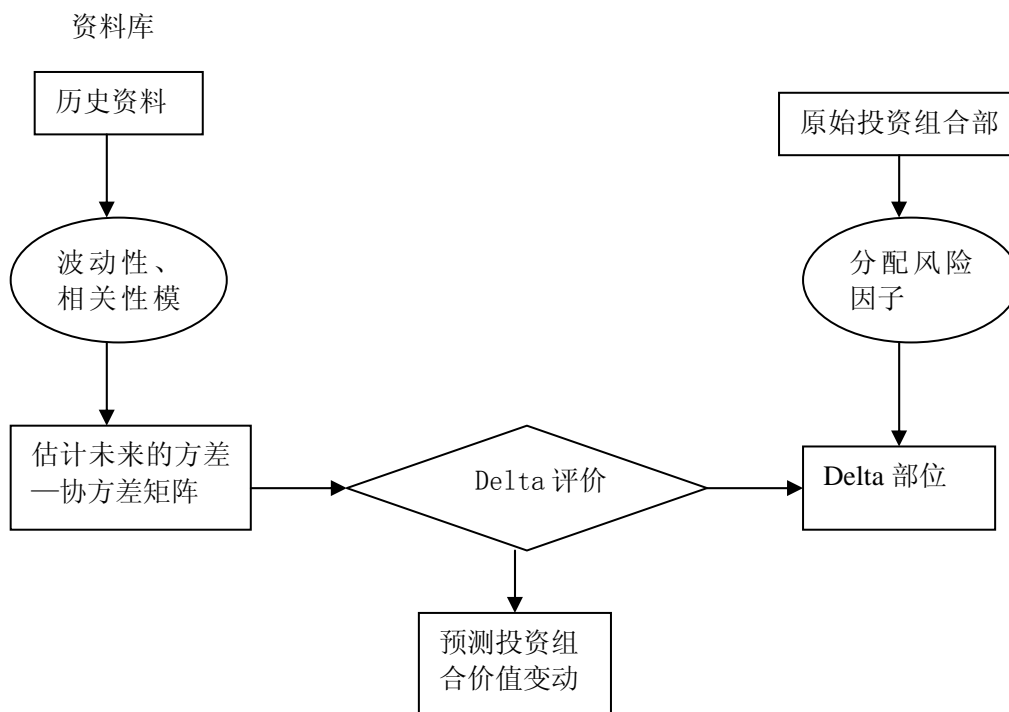 资料库
历史资料
原始投资组合部
波动性、
相关性模
分配风险
因子
估计未来的方差
—协方差矩阵
Delta 评价
Delta 部位
预测投资组
合价值变动